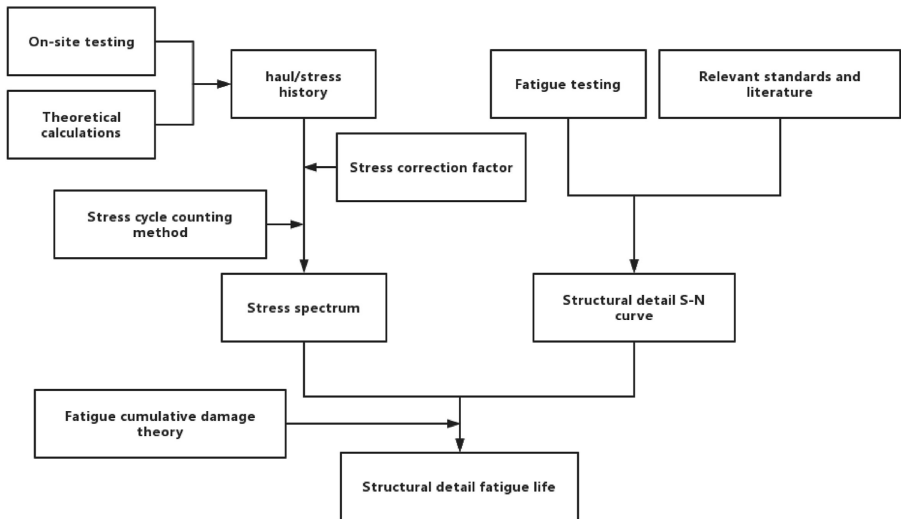 On-site testing
haul/stress
history
Fatigue testing
Relevant standards and
literature
Theoretical
calculations
Stress correction factor
Stress cycle counting
method
Stress spectrum
Structural detail S-N
curve
Fatigue cumulative damage
theory
Structural detail fatigue life